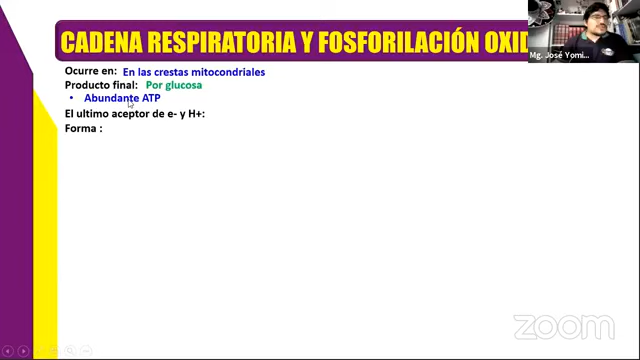 CADENA RESPIRATORIA Y FOSFORILACIÓN
Mg. José Yomi...
Ocurre en: En las crestas mitocondriales
Producto final: Por glucosa
• Abundante ATP
El ultimo aceptor de e- y H+:
Forma :
zoom